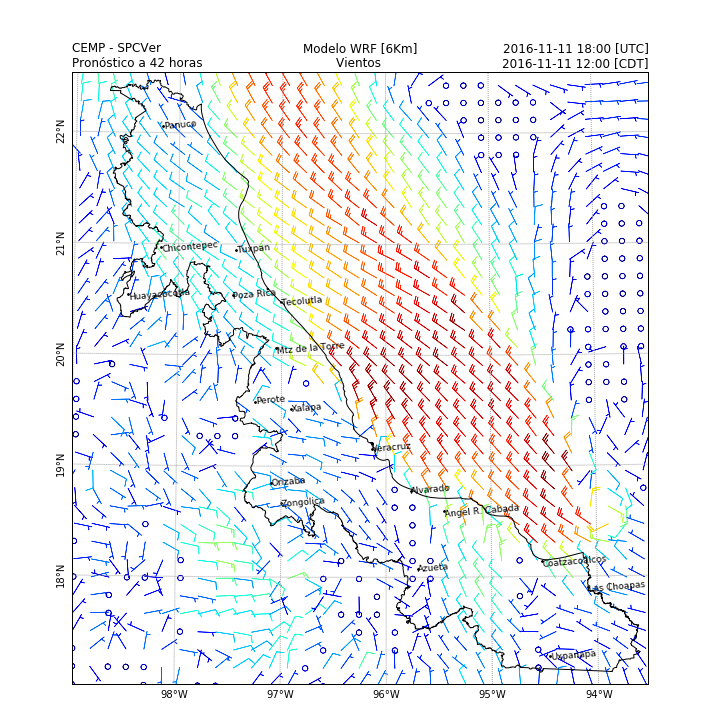 CEMP - SPCVer
Pronóstico a 42 horas
Modelo WRF [6Km]
Vientos
2016-11-11 18:00 [UTC]
2016-11-11 12:00 [CDT]
22°N
Panuco
21°N
Chicontepec
Tuxpan
Huayacocotla
Poza Rica
Tecolutla
20°N
Mtz de la Torre
Perote
Xalapa
19°N
Veracruz
Orizaba
Alvarado
Zongolica
Angel R. Cabada
18°N
Azueta
Coatzacoalcos
Las Choapas
Uxpanapa
98°W 97°W 96°W 95°W 94°W